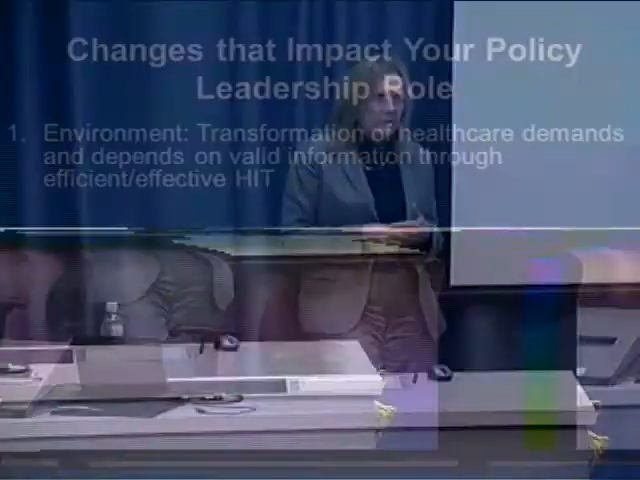 Changes that Impact Your Policy
Leadership Role
1. Environment: Transformation of healthcare demands
and depends on valid information through
efficient/effective HIT